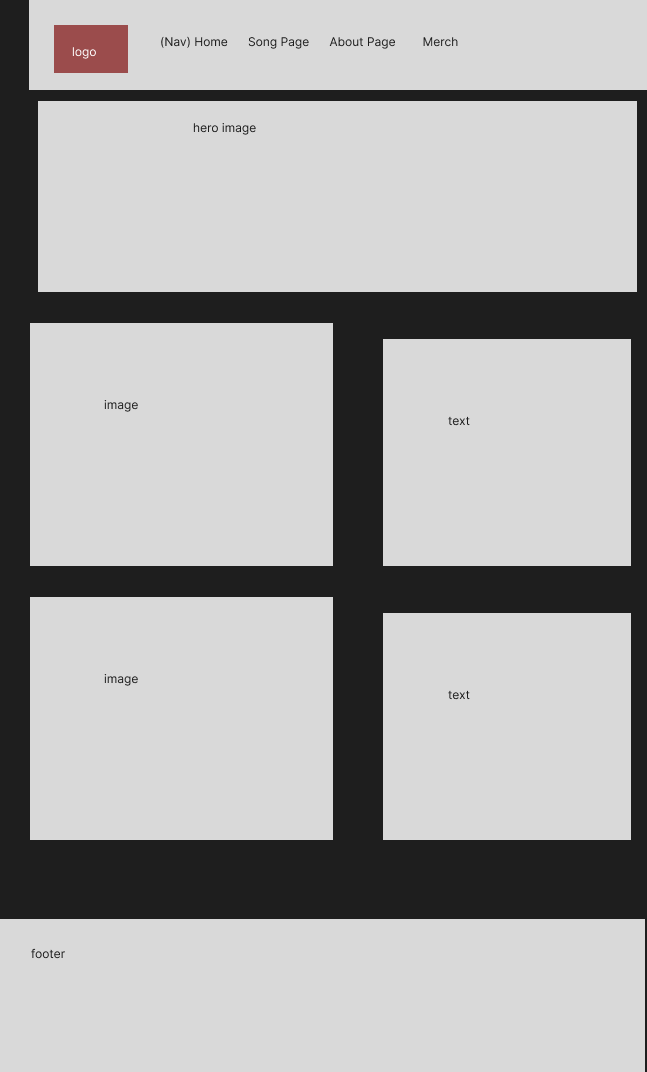 logo
(Nav) Home Song Page About Page Merch
hero image
image
text
image
text
footer